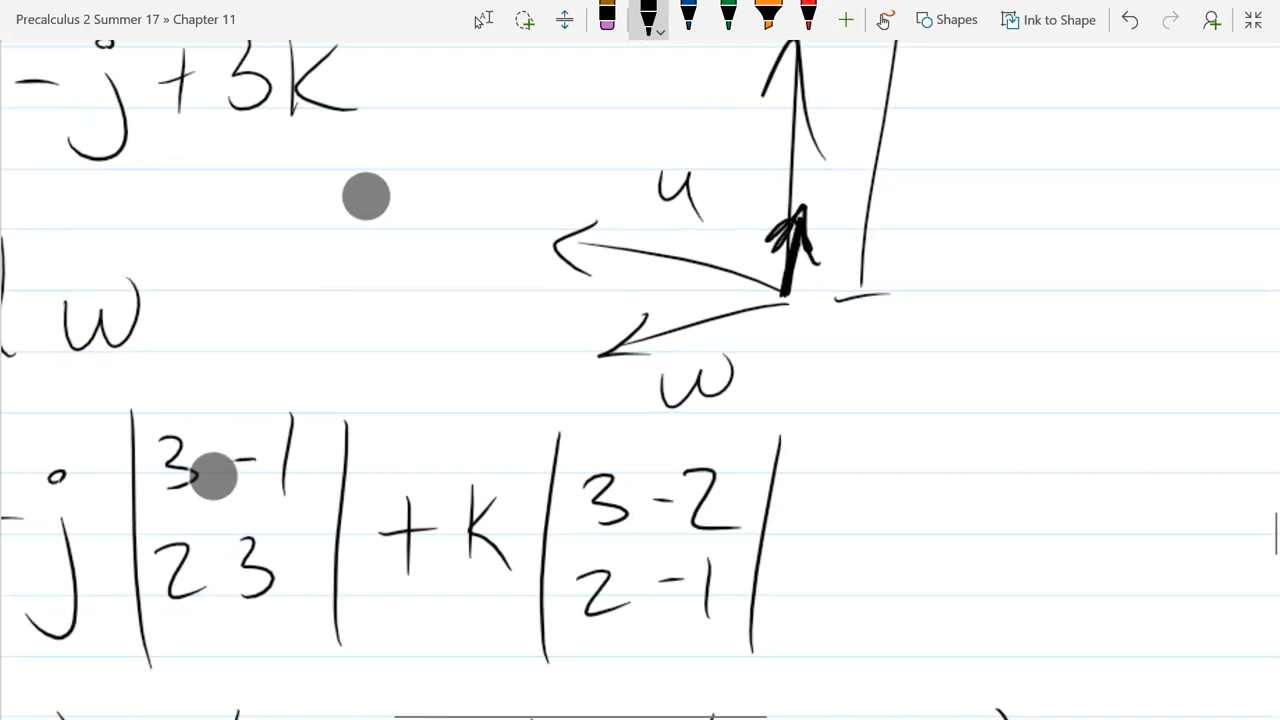 Precalculus 2 Summer 17 » Chapter 11
Shapes
Ink to Shape
-j + 3k
u
w
w
-j | 3 -1 | + k | 3 -2 |
| 2 3 | | 2 -1 |